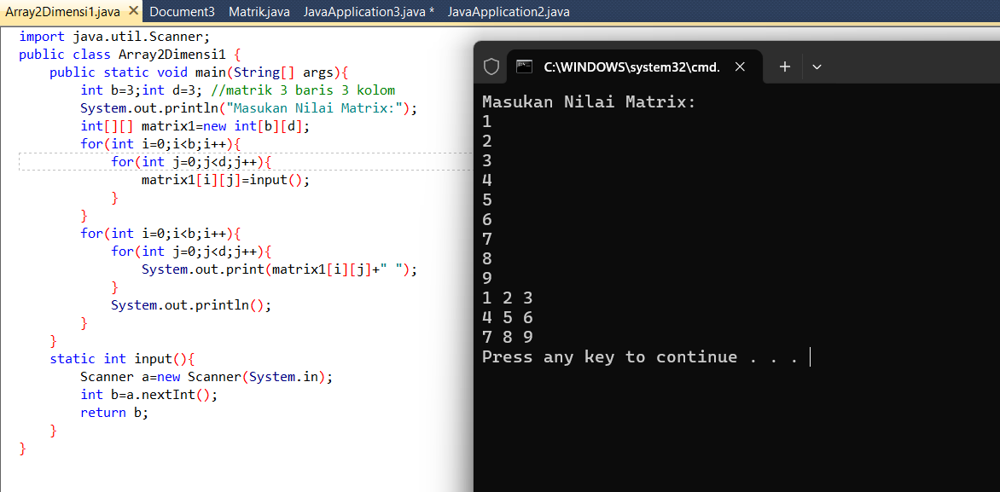 Array2Dimensi1.java Document3 Matrik.java JavaApplication3.java * JavaApplication2.java
import java.util.Scanner;
public class Array2Dimensi1 {
    public static void main(String[] args){
        int b=3;int d=3; //matrik 3 baris 3 kolom
        System.out.println("Masukan Nilai Matrix:");
        int[][] matrix1=new int[b][d];
        for(int i=0;i<b;i++){
            for(int j=0;j<d;j++){
                matrix1[i][j]=input();
            }
        }
        for(int i=0;i<b;i++){
            for(int j=0;j<d;j++){
                System.out.print(matrix1[i][j]+" ");
            }
            System.out.println();
        }
    }
    static int input(){
        Scanner a=new Scanner(System.in);
        int b=a.nextInt();
        return b;
    }
}
C:\WINDOWS\system32\cmd.
Masukan Nilai Matrix:
1
2
3
4
5
6
7
8
9
1 2 3
4 5 6
7 8 9
Press any key to continue . . .